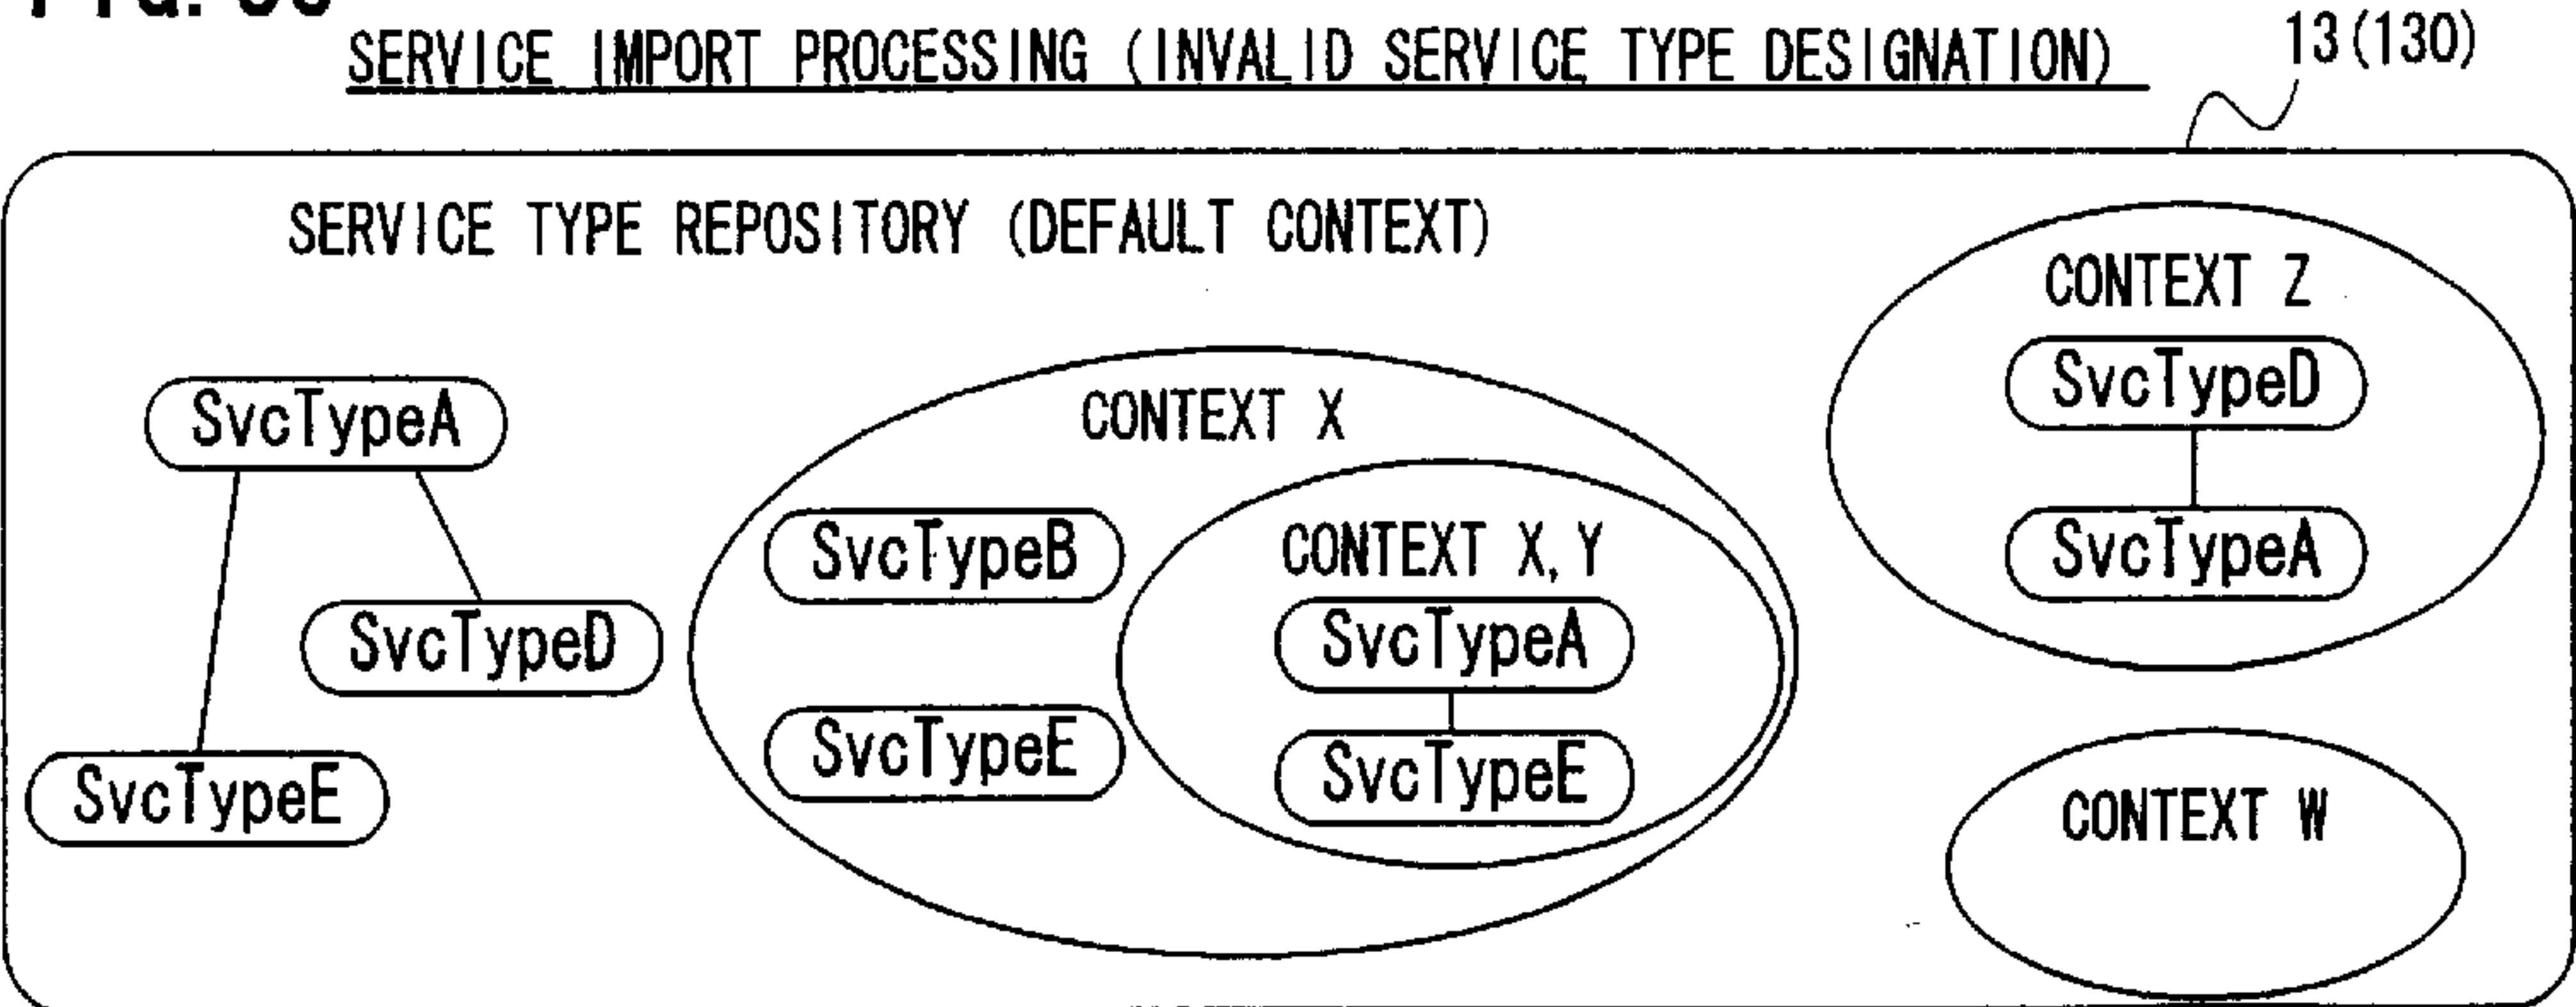 SERVICE IMPORT PROCESSING (INVALID SERVICE TYPE DESIGNATION)
13(130)
SERVICE TYPE REPOSITORY (DEFAULT CONTEXT)
CONTEXT Z
SvcTypeD
SvcTypeA
CONTEXT X
SvcTypeA
SvcTypeB
CONTEXT X, Y
SvcTypeD
SvcTypeA
SvcTypeE
SvcTypeE
SvcTypeE
CONTEXT W